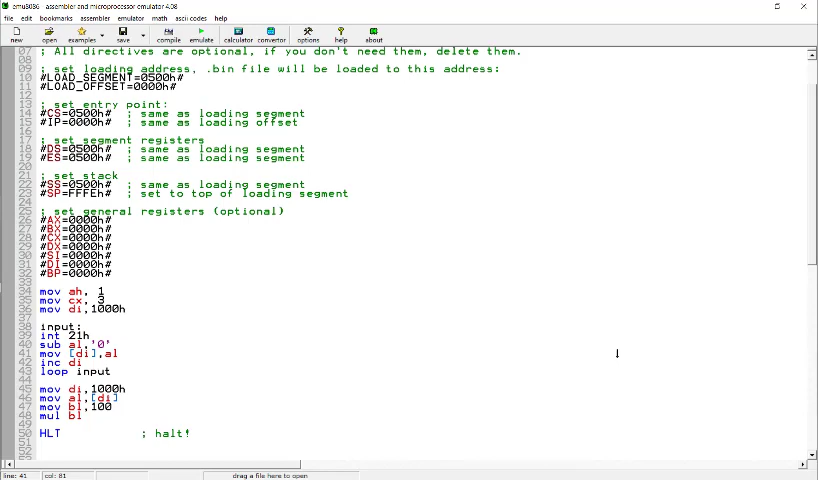 emu8086 - assembler and microprocessor emulator 4.08
file edit bookmarks assembler emulator math ascii codes help
new open examples save compile emulate calculator convertor options help about
07 ; All directives are optional, if you don't need them, delete them.
08
09 ; set loading address, .bin file will be loaded to this address:
10 #LOAD_SEGMENT=0500h#
11 #LOAD_OFFSET=0000h#
12
13 ; set entry point:
14 #CS=0500h# ; same as loading segment
15 #IP=0000h# ; same as loading offset
16
17 ; set segment registers
18 #DS=0500h# ; same as loading segment
19 #ES=0500h# ; same as loading segment
20
21 ; set stack
22 #SS=0500h# ; same as loading segment
23 #SP=FFFEh# ; set to top of loading segment
24
25 ; set general registers (optional)
26 #AX=0000h#
27 #BX=0000h#
28 #CX=0000h#
29 #DX=0000h#
30 #SI=0000h#
31 #DI=0000h#
32 #BP=0000h#
33
34 mov ah, 1
35 mov cx, 3
36 mov di,1000h
37
38 input:
39 int 21h
40 sub al,'0'
41 mov [di],al
42 inc di
43 loop input
44
45 mov di,1000h
46 mov al,[di]
47 mov bl,100
48 mul bl
49
50 HLT ; halt!
51
52
line: 41 col: 81 drag a file here to open